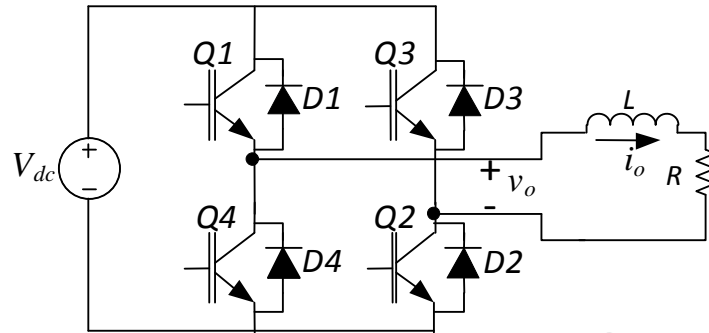 Q1
Q3
D1
D3
L
V_dc
+
−
i_o
R
+
v_o
-
Q4
Q2
D4
D2